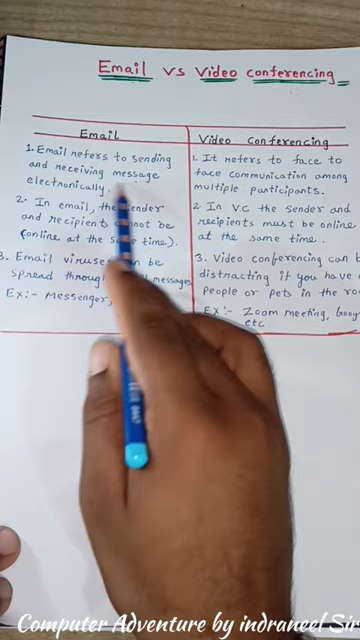 Email vs Video conferencing
Email
1. Email refers to sending
and receiving message
electronically.
2. In email, the sender
and recipients cannot be
(online at the same time).
3. Email viruses can be
spread through messages
Ex:- Messenger,
Video Conferencing
1. It refers to face to
face communication among
multiple participants.
2. In V.C the sender and
recipients must be online
at the same time.
3. Video conferencing can b
distracting if you have
people or pets in the ro
Ex:- Zoom meeting, Goog
etc
Computer Adventure by indraneel Sir